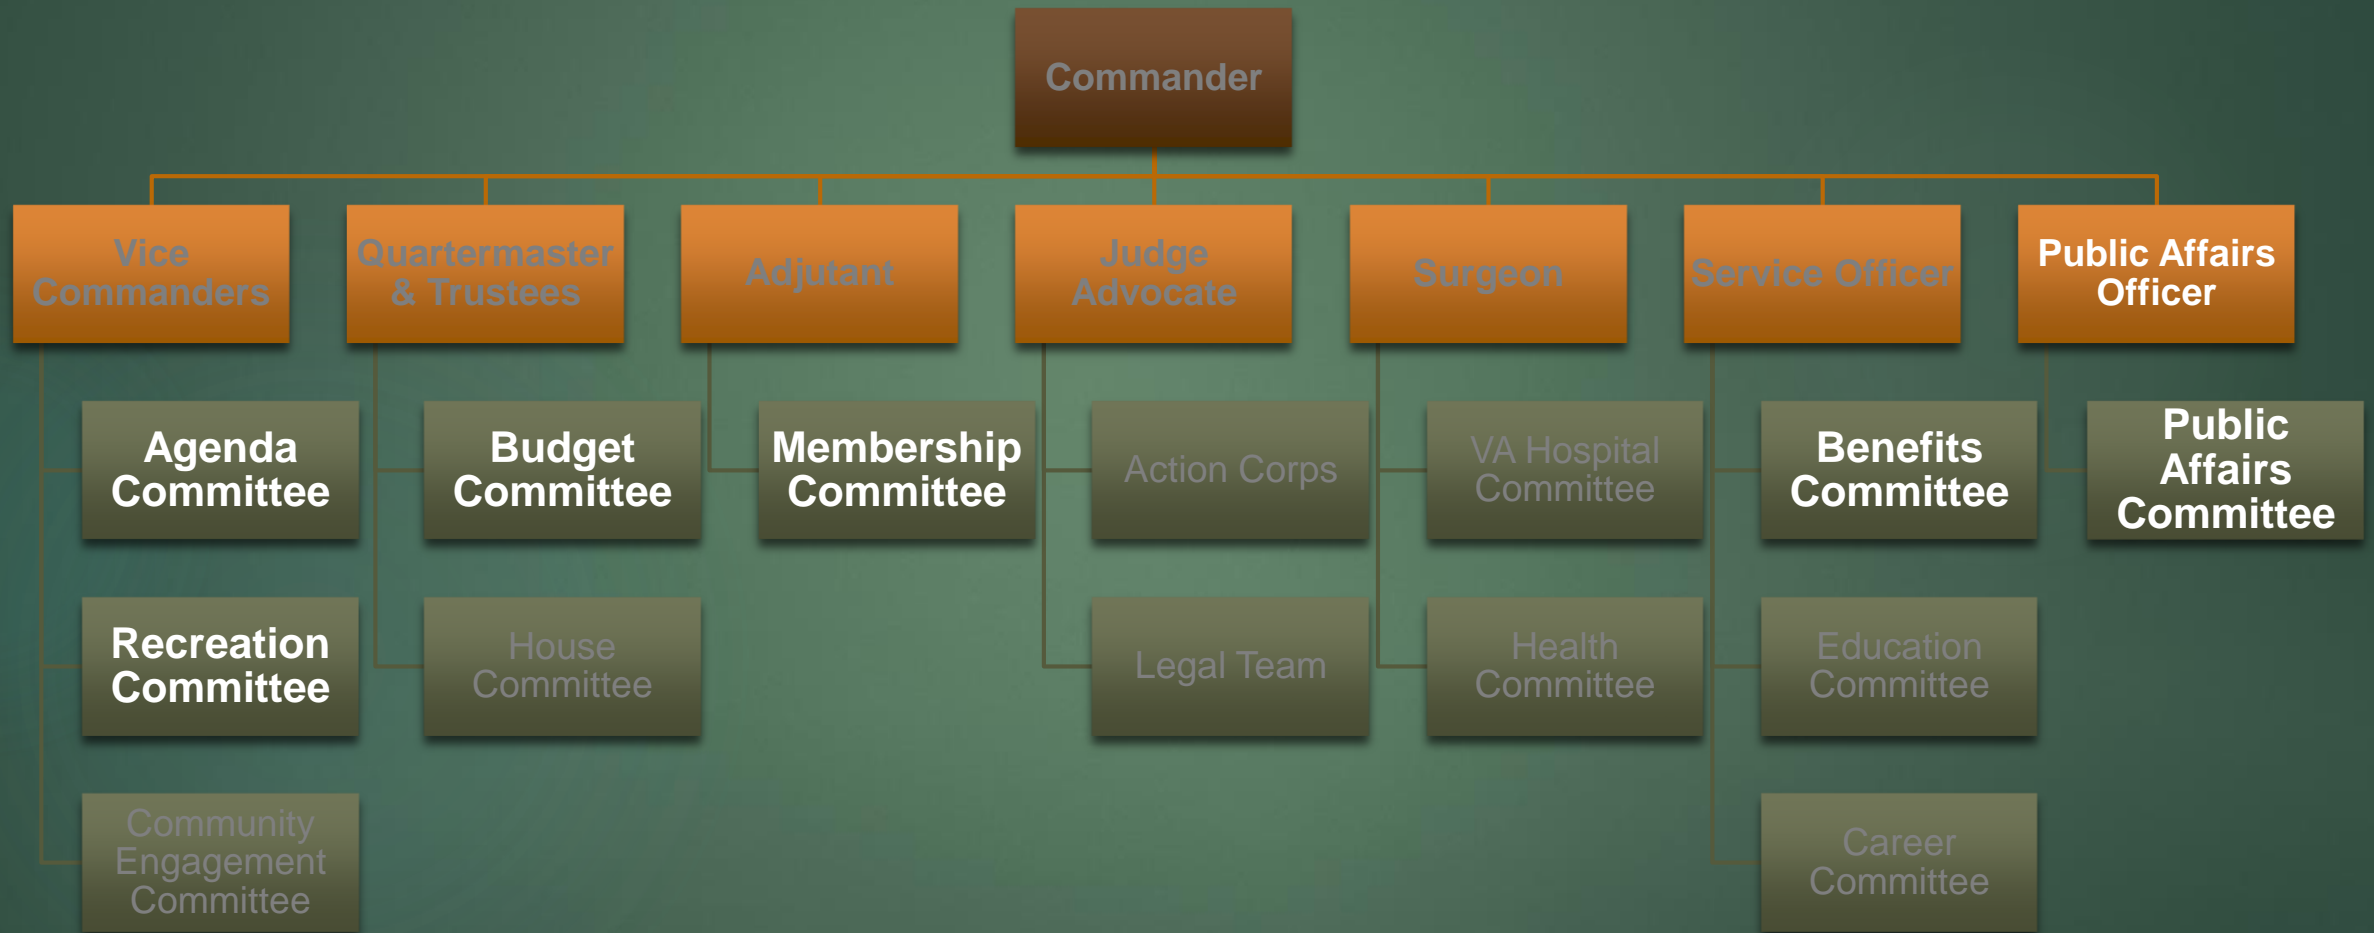 Commander
Vice
Commanders
Quartermaster
& Trustees
Adjutant
Judge
Advocate
Surgeon
Service Officer
Public Affairs
Officer
Agenda
Committee
Budget
Committee
Membership
Committee
Action Corps
VA Hospital
Committee
Benefits
Committee
Public
Affairs
Committee
Recreation
Committee
House
Committee
Legal Team
Health
Committee
Education
Committee
Community
Engagement
Committee
Career
Committee